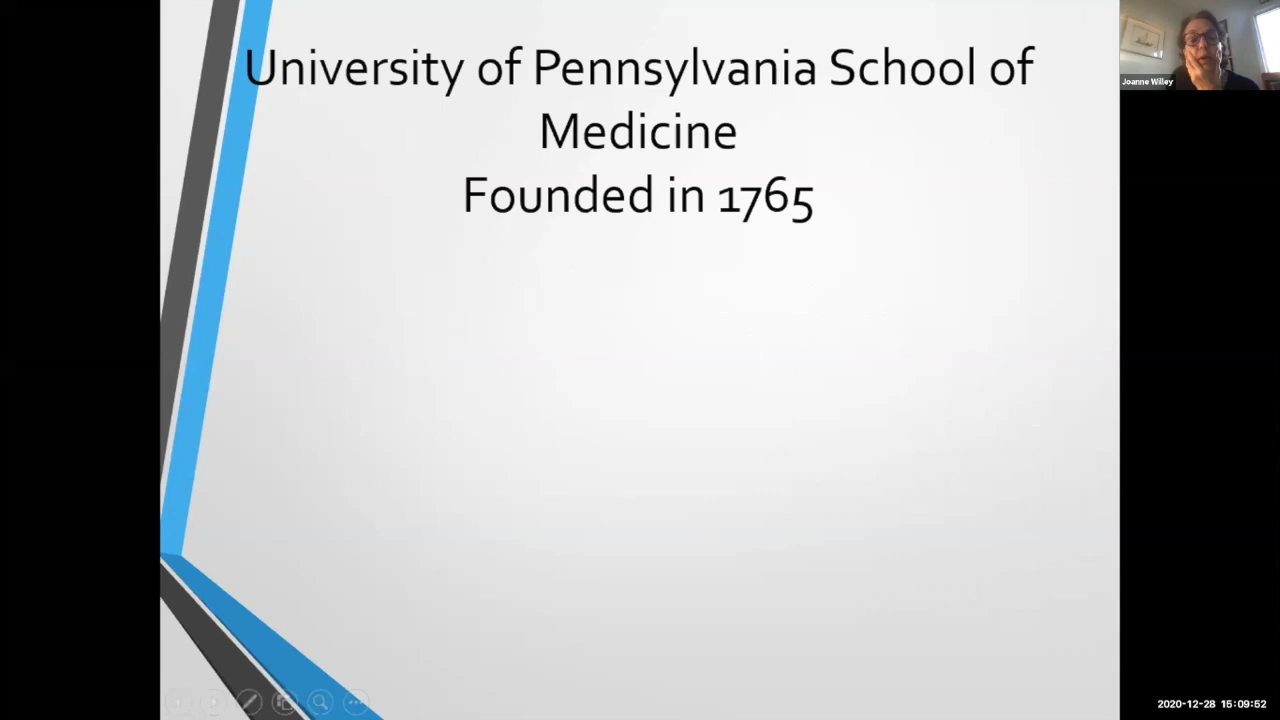 University of Pennsylvania School of
Medicine
Founded in 1765
Joanne Willey
2020-12-28 15:09:52